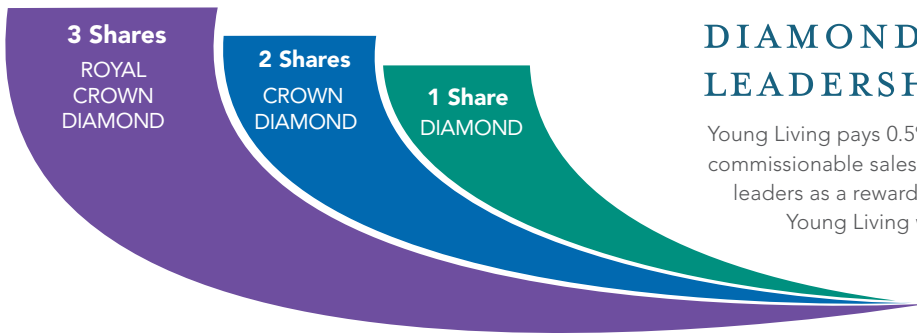 3 Shares
ROYAL
CROWN
DIAMOND
2 Shares
CROWN
DIAMOND
1 Share
DIAMOND
DIAMOND
Young Living pays 0.5
commissionable sales
leaders as a reward
Young Living